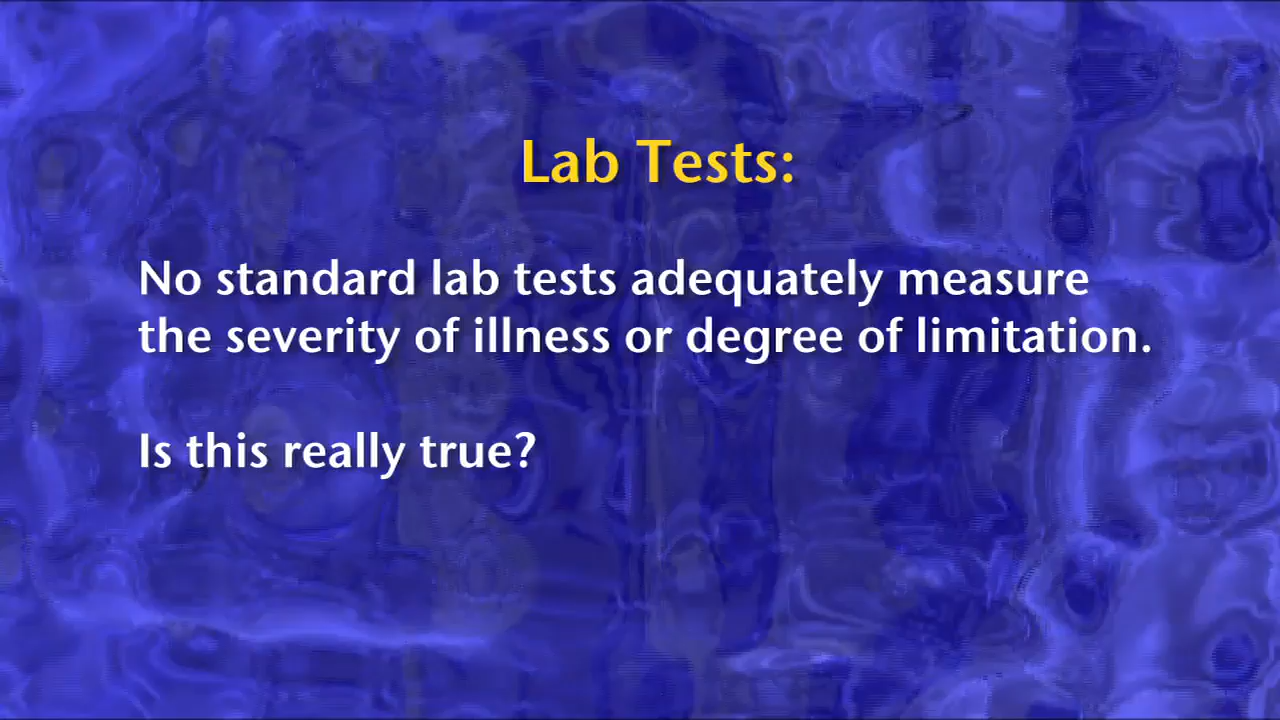 Lab Tests:
No standard lab tests adequately measure
the severity of illness or degree of limitation.
Is this really true?